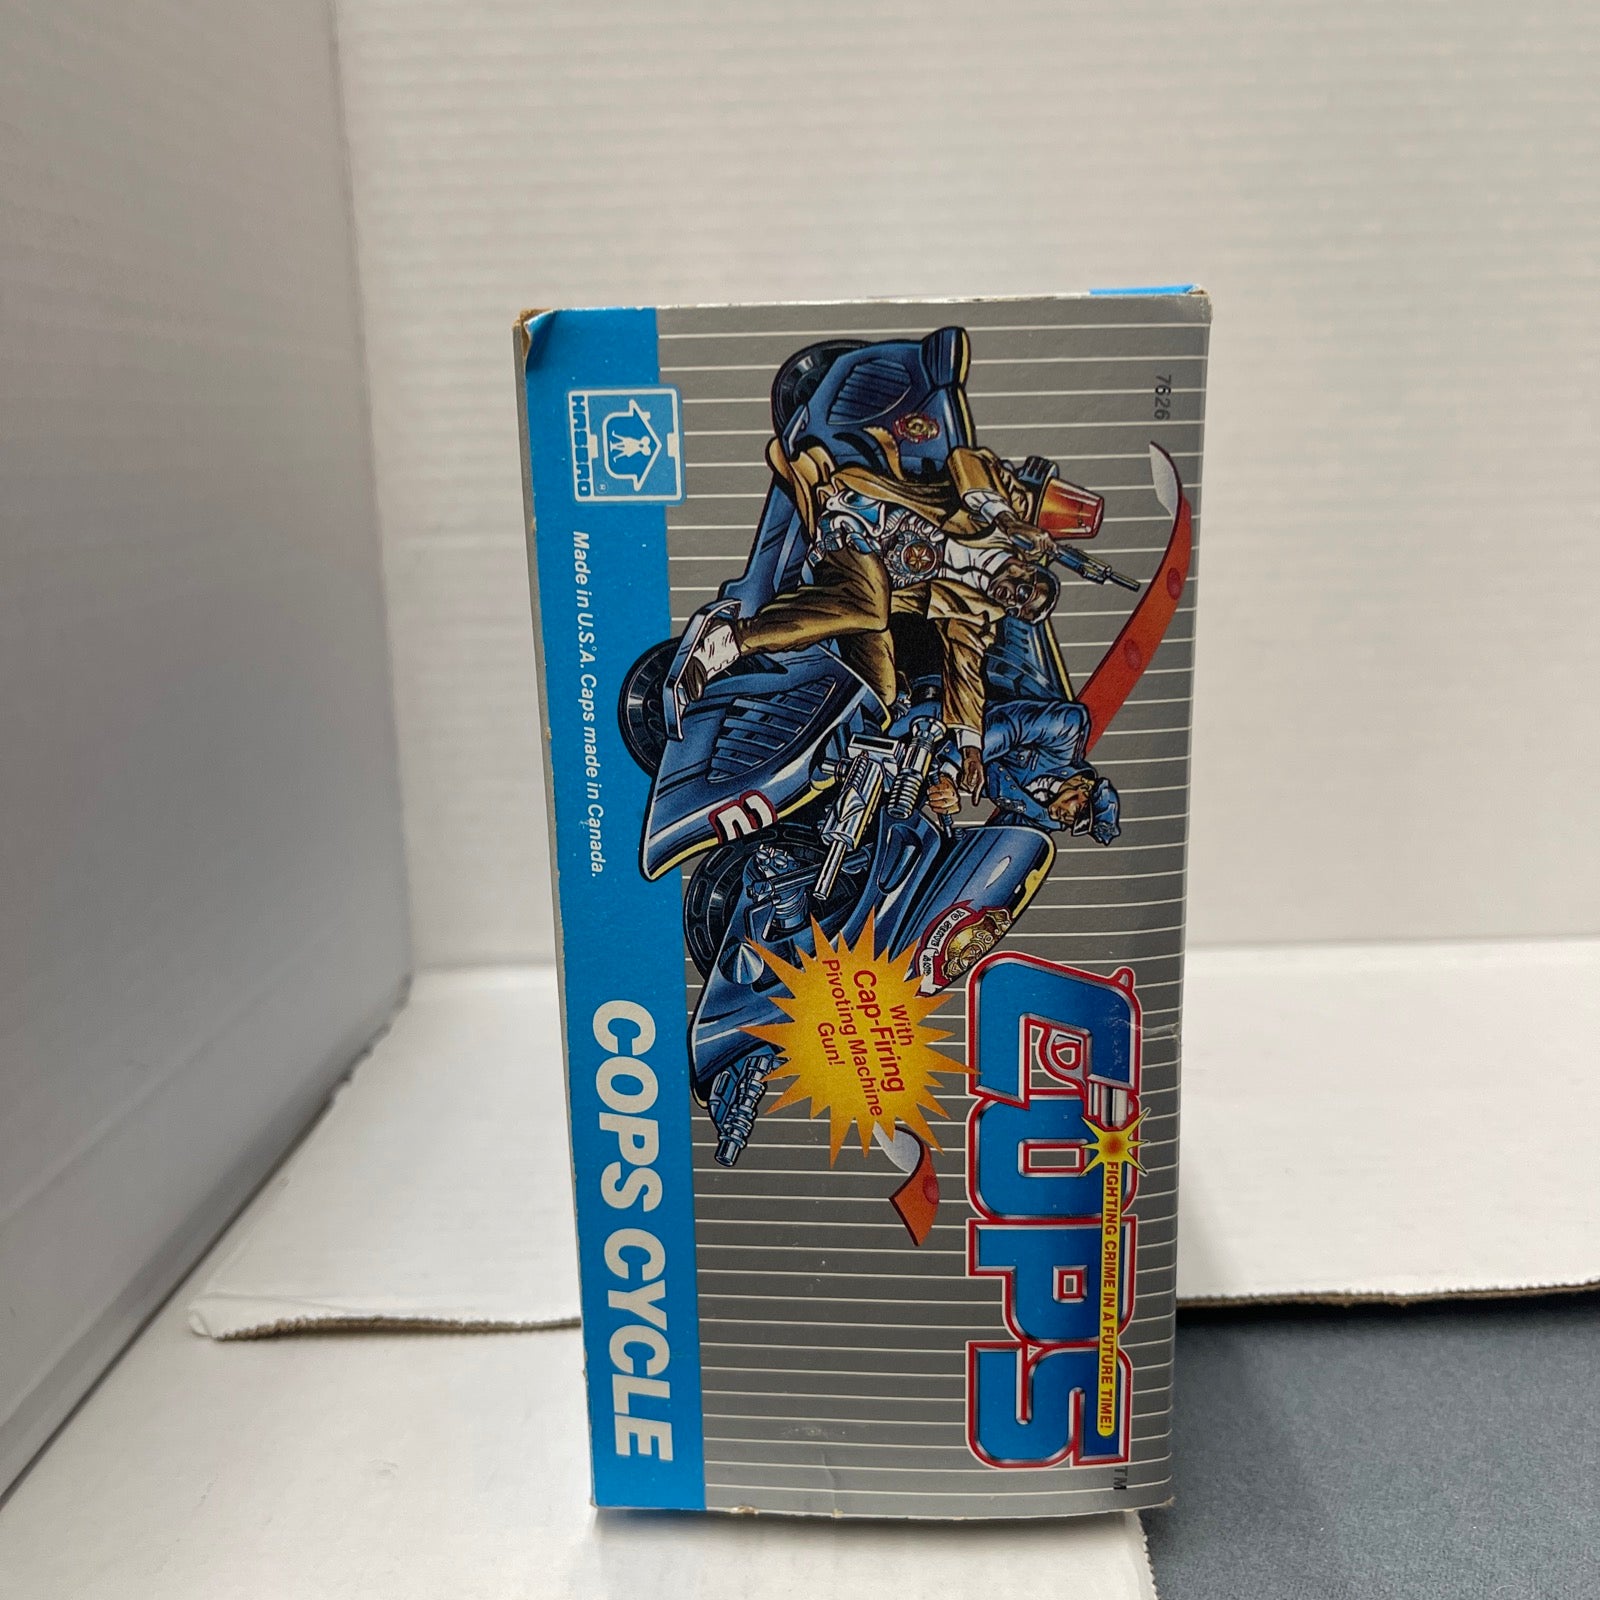 7626
COPS
TM
FIGHTING CRIME IN A FUTURE TIME!
With
Cap-Firing
Pivoting Machine
Gun!
2
HASBRO
®
Made in U.S.A. Caps made in Canada.
COPS CYCLE